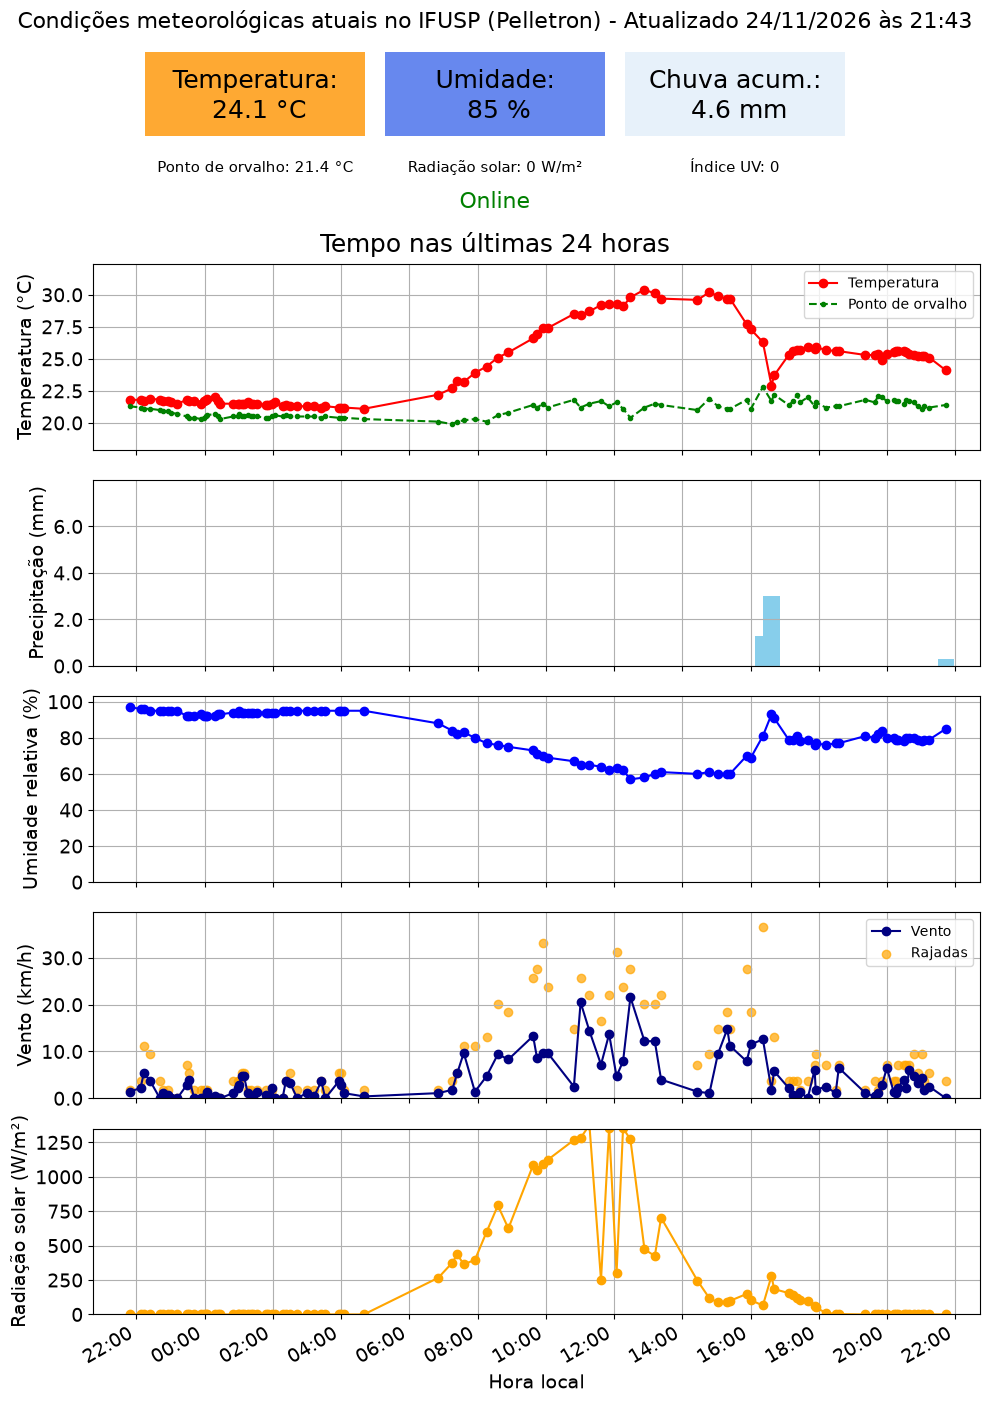 Condições meteorológicas atuais no IFUSP (Pelletron) - Atualizado 24/11/2026 às 21:43
Temperatura:
24.1 °C
Umidade:
85 %
Chuva acum.:
4.6 mm
Ponto de orvalho: 21.4 °C
Radiação solar: 0 W/m²
Índice UV: 0
Online
Tempo nas últimas 24 horas
Temperatura (°C)
30.0
27.5
25.0
22.5
20.0
Temperatura
Ponto de orvalho
Precipitação (mm)
6.0
4.0
2.0
0.0
Umidade relativa (%)
100
80
60
40
20
0
Vento (km/h)
30.0
20.0
10.0
0.0
Vento
Rajadas
Radiação solar (W/m²)
1250
1000
750
500
250
0
22:00
00:00
02:00
04:00
06:00
08:00
10:00
12:00
14:00
16:00
18:00
20:00
22:00
Hora local